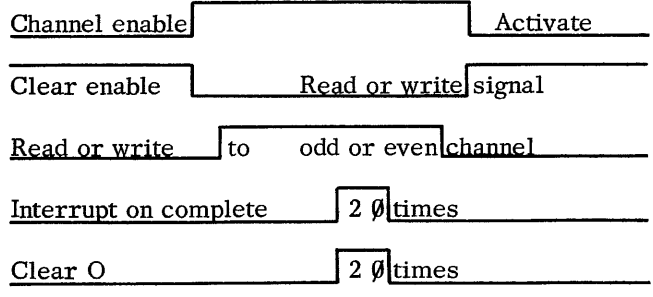 Channel enable Activate
Clear enable Read or write signal
Read or write to odd or even channel
Interrupt on complete 2 Ø times
Clear O 2 Ø times